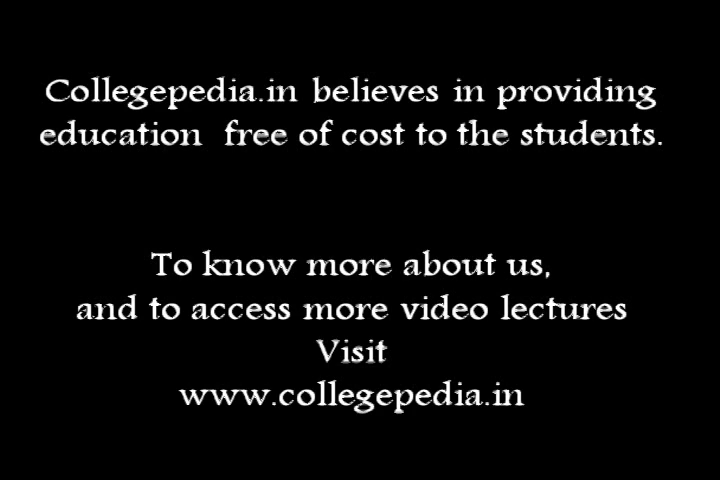 Collegepedia.in believes in providing
education free of cost to the students.
To know more about us,
and to access more video lectures
Visit
www.collegepedia.in